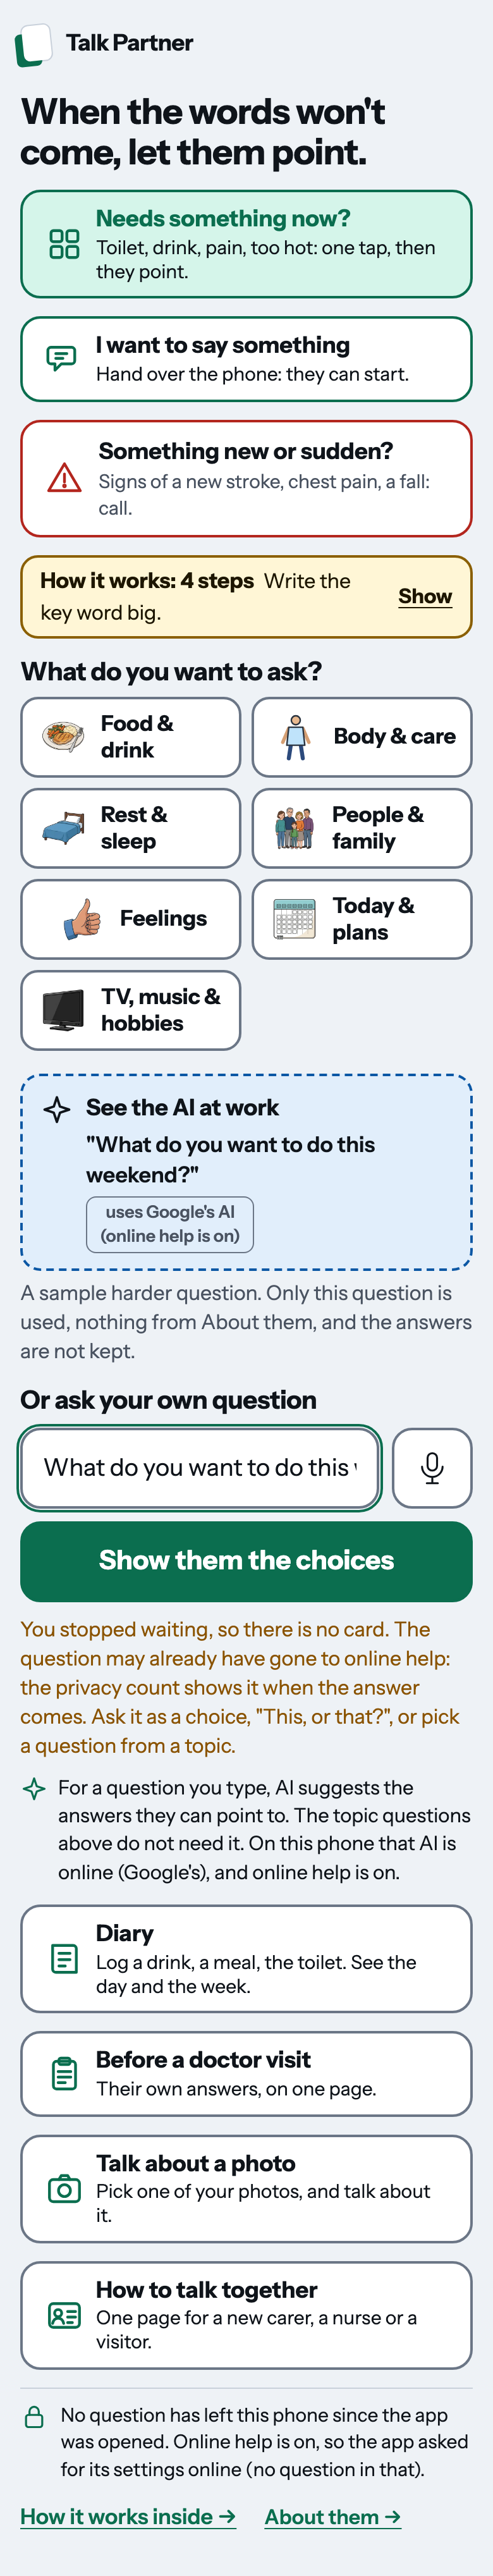 Talk Partner
When the words won't
come, let them point.
Needs something now?
Toilet, drink, pain, too hot: one tap, then
they point.
I want to say something
Hand over the phone: they can start.
Something new or sudden?
Signs of a new stroke, chest pain, a fall:
call.
How it works: 4 steps Write the
key word big.
Show
What do you want to ask?
Food &
drink
Body & care
Rest &
sleep
People &
family
Feelings
Today &
plans
TV, music &
hobbies
See the AI at work
"What do you want to do this
weekend?"
uses Google's AI
(online help is on)
A sample harder question. Only this question is
used, nothing from About them, and the answers
are not kept.
Or ask your own question
What do you want to do this
Show them the choices
You stopped waiting, so there is no card. The
question may already have gone to online help:
the privacy count shows it when the answer
comes. Ask it as a choice, "This, or that?", or pick
a question from a topic.
For a question you type, AI suggests the
answers they can point to. The topic questions
above do not need it. On this phone that AI is
online (Google's), and online help is on.
Diary
Log a drink, a meal, the toilet. See the
day and the week.
Before a doctor visit
Their own answers, on one page.
Talk about a photo
Pick one of your photos, and talk about
it.
How to talk together
One page for a new carer, a nurse or a
visitor.
No question has left this phone since the app
was opened. Online help is on, so the app asked
for its settings online (no question in that).
How it works inside →
About them →